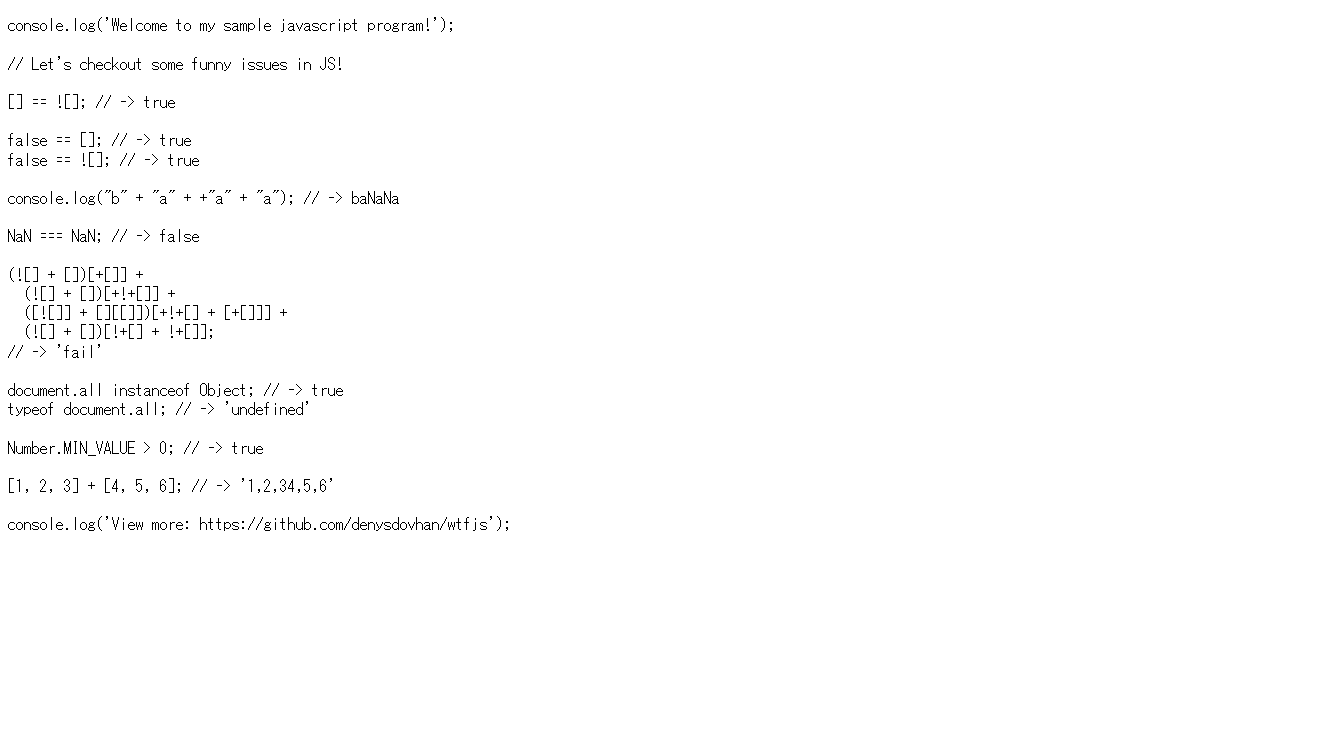 console.log('Welcome to my sample javascript program!');
// Let's checkout some funny issues in JS!
[] == ![]; // -> true
false == []; // -> true
false == ![]; // -> true
console.log("b" + "a" + +"a" + "a"); // -> baNaNa
NaN === NaN; // -> false
(![] + [])[+[]] +
  (![] + [])[+!+[]] +
  ([![]] + [][[]])[+!+[] + [+[]]] +
  (![] + [])[!+[] + !+[]];
// -> 'fail'
document.all instanceof Object; // -> true
typeof document.all; // -> 'undefined'
Number.MIN_VALUE > 0; // -> true
[1, 2, 3] + [4, 5, 6]; // -> '1,2,34,5,6'
console.log('View more: https://github.com/denysdovhan/wtfjs');